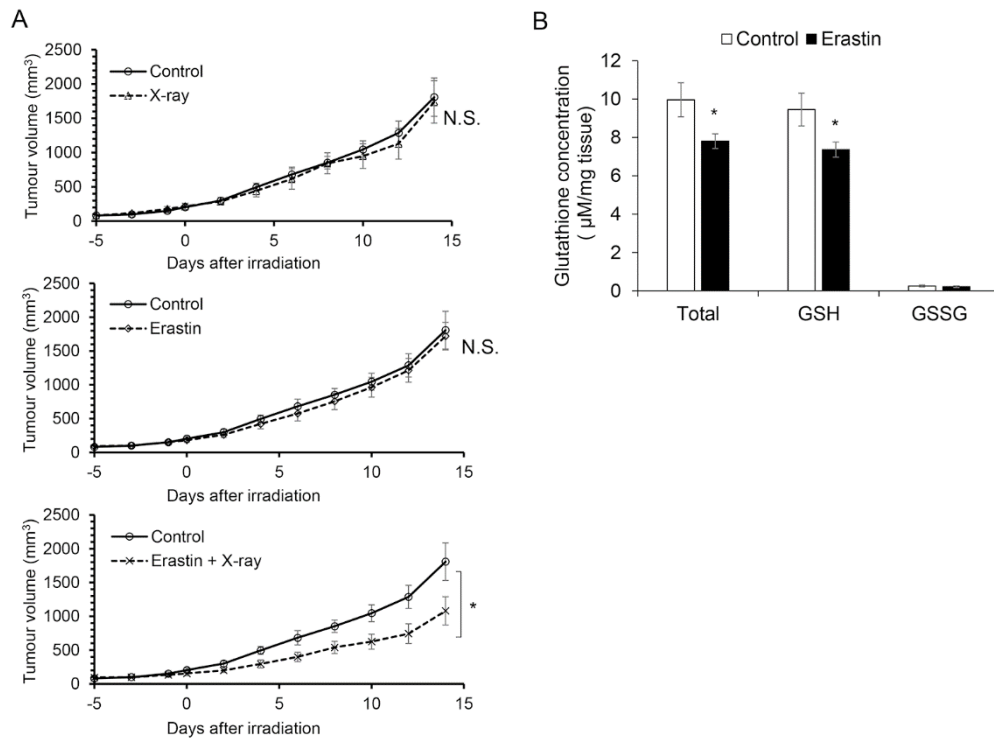 A
2500
2000
1500
1000
500
0
Tumour volume (mm³)
Control
X-ray
N.S.
-5 0 5 10 15
Days after irradiation
2500
2000
1500
1000
500
0
Tumour volume (mm³)
Control
Erastin
N.S.
-5 0 5 10 15
Days after irradiation
2500
2000
1500
1000
500
0
Tumour volume (mm³)
Control
Erastin + X-ray
*
-5 0 5 10 15
Days after irradiation
B
Control Erastin
12
10
8
6
4
2
0
Glutathione concentration
( µM/mg tissue)
* *
Total GSH GSSG